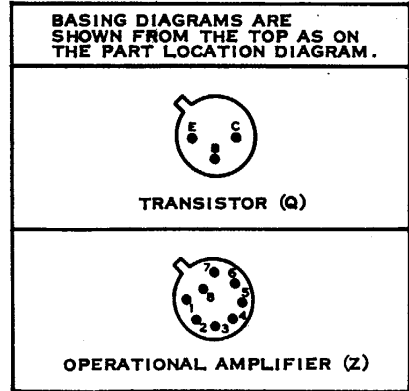 BASING DIAGRAMS ARE
SHOWN FROM THE TOP AS ON
THE PART LOCATION DIAGRAM.
E C
B
TRANSISTOR (Q)
7 6
8 5
1 4
2 3
OPERATIONAL AMPLIFIER (Z)